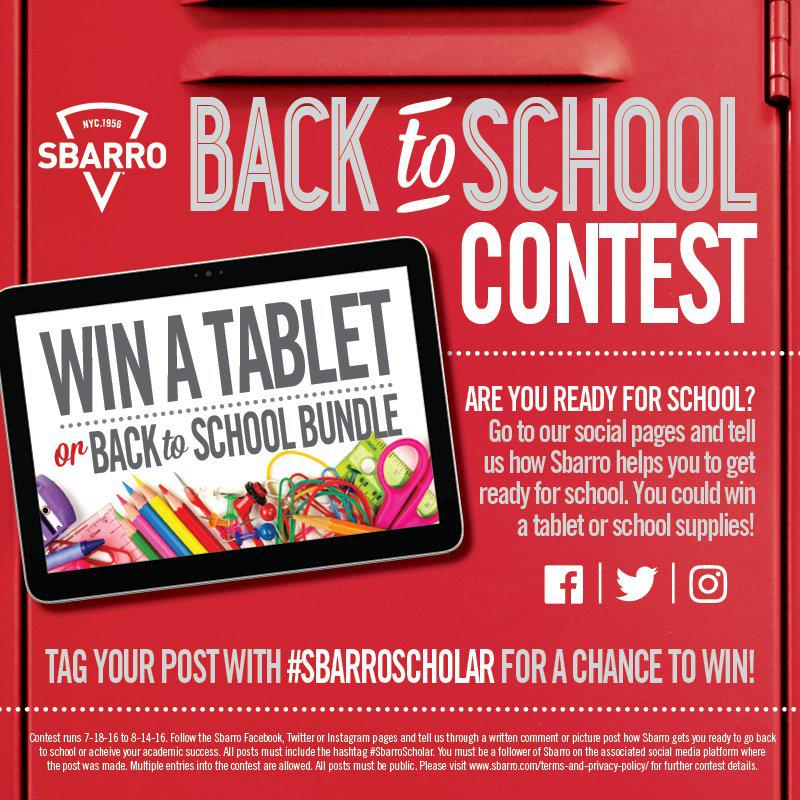 NYC.1956
SBARRO
BACK to SCHOOL
CONTEST
WIN A TABLET
or BACK to SCHOOL BUNDLE
ARE YOU READY FOR SCHOOL?
Go to our social pages and tell
us how Sbarro helps you to get
ready for school. You could win
a tablet or school supplies!
TAG YOUR POST WITH #SBARROSCHOLAR FOR A CHANCE TO WIN!
Contest runs 7-18-16 to 8-14-16. Follow the Sbarro Facebook, Twitter or Instagram pages and tell us through a written comment or picture post how Sbarro gets you ready to go back
to school or acheive your academic success. All posts must include the hashtag #SbarroScholar. You must be a follower of Sbarro on the associated social media platform where
the post was made. Multiple entries into the contest are allowed. All posts must be public. Please visit www.sbarro.com/terms-and-privacy-policy/ for further contest details.